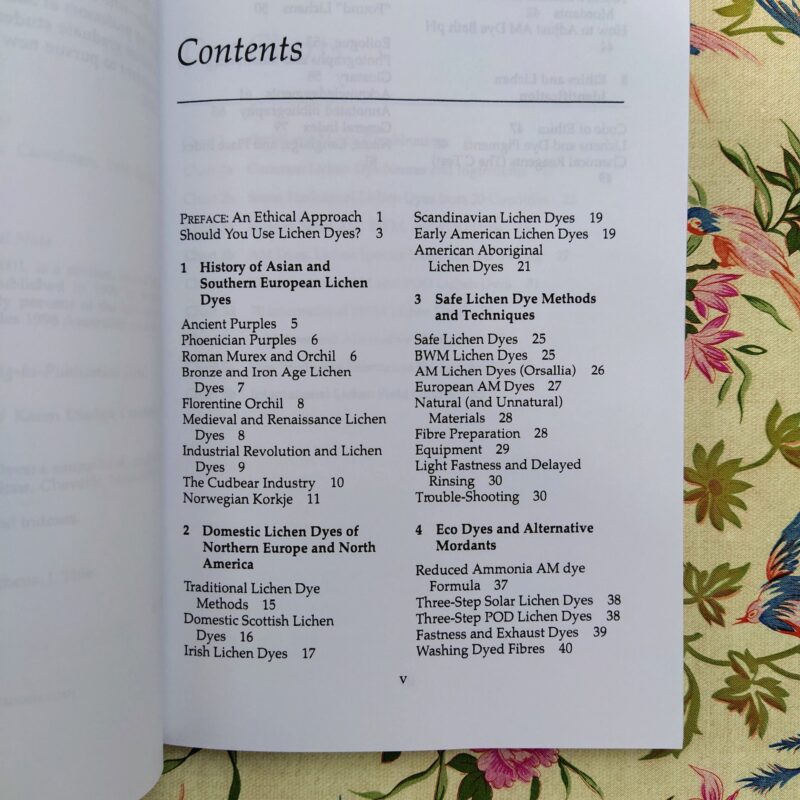 Contents
PREFACE: An Ethical Approach 1
Should You Use Lichen Dyes? 3
1 History of Asian and
Southern European Lichen
Dyes
Ancient Purples 5
Phoenician Purples 6
Roman Murex and Orchil 6
Bronze and Iron Age Lichen
Dyes 7
Florentine Orchil 8
Medieval and Renaissance Lichen
Dyes 8
Industrial Revolution and Lichen
Dyes 9
The Cudbear Industry 10
Norwegian Korkje 11
2 Domestic Lichen Dyes of
Northern Europe and North
America
Traditional Lichen Dye
Methods 15
Domestic Scottish Lichen
Dyes 16
Irish Lichen Dyes 17
Scandinavian Lichen Dyes 19
Early American Lichen Dyes 19
American Aboriginal
Lichen Dyes 21
3 Safe Lichen Dye Methods
and Techniques
Safe Lichen Dyes 25
BWM Lichen Dyes 25
AM Lichen Dyes (Orsallia) 26
European AM Dyes 27
Natural (and Unnatural)
Materials 28
Fibre Preparation 28
Equipment 29
Light Fastness and Delayed
Rinsing 30
Trouble-Shooting 30
4 Eco Dyes and Alternative
Mordants
Reduced Ammonia AM dye
Formula 37
Three-Step Solar Lichen Dyes 38
Three-Step POD Lichen Dyes 38
Fastness and Exhaust Dyes 39
Washing Dyed Fibres 40
v